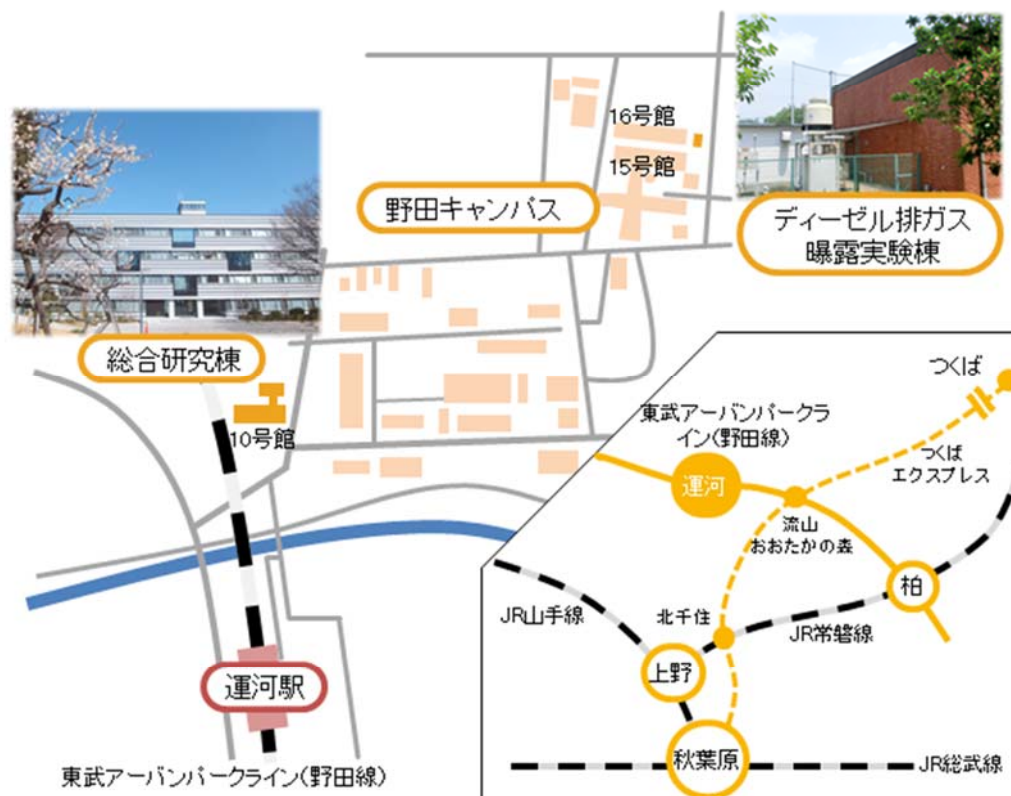 16号館
15号館
野田キャンパス
ディーゼル排ガス
曝露実験棟
総合研究棟
10号館
運河駅
東武アーバンパークライン(野田線)
つくば
東武アーバンパークラ
イン(野田線)
つくば
エクスプレス
運河
流山
おおたかの森
柏
JR山手線
北千住
JR常磐線
上野
秋葉原
JR総武線